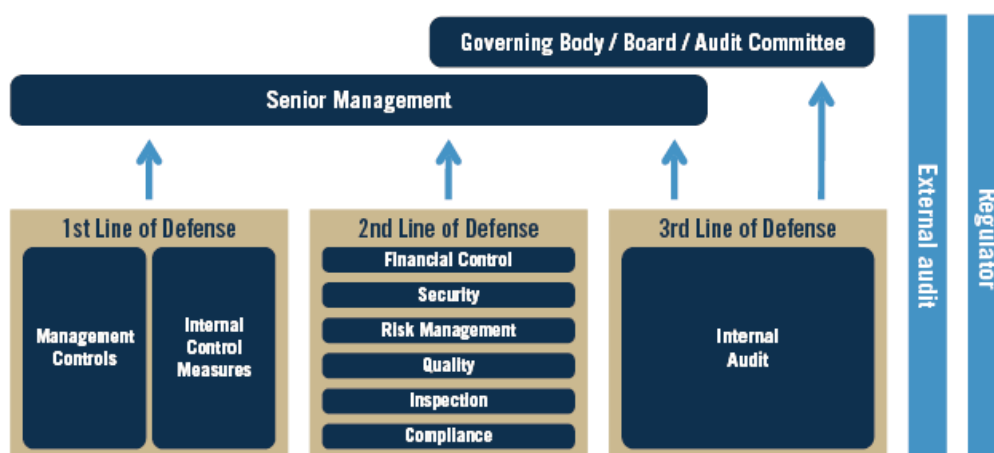 Governing Body / Board / Audit Committee
Senior Management
1st Line of Defense
Management
Controls
Internal
Control
Measures
2nd Line of Defense
Financial Control
Security
Risk Management
Quality
Inspection
Compliance
3rd Line of Defense
Internal
Audit
External audit
Regulator